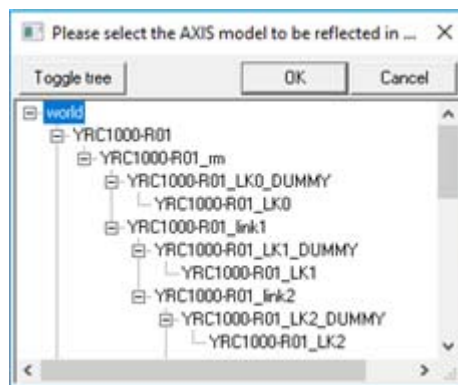 Please select the AXIS model to be reflected in ...
Toggle tree OK Cancel
world
YRC1000-R01
YRC1000-R01_rm
YRC1000-R01_LK0_DUMMY
YRC1000-R01_LK0
YRC1000-R01_link1
YRC1000-R01_LK1_DUMMY
YRC1000-R01_LK1
YRC1000-R01_link2
YRC1000-R01_LK2_DUMMY
YRC1000-R01_LK2